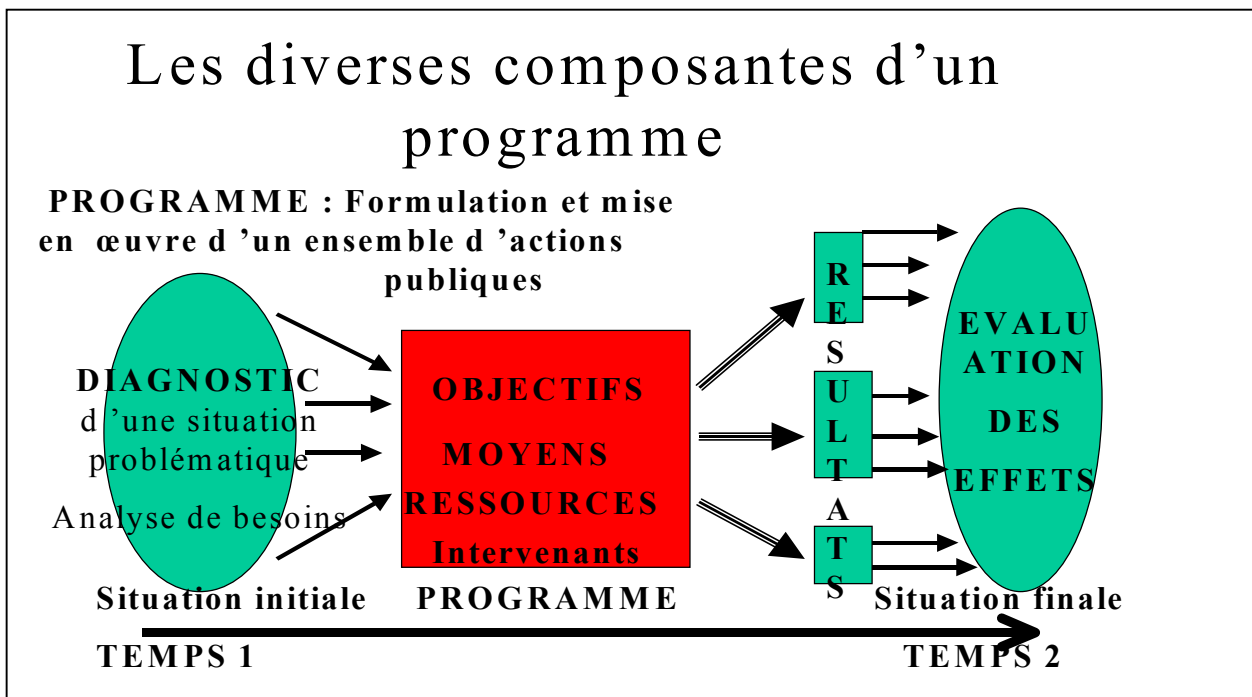 Les diverses composantes d’un
programme
PROGRAMME : Formulation et mise
en œuvre d ’un ensemble d ’actions
publiques
DIAGNOSTIC
d ’une situation
problématique
Analyse de besoins
Situation initiale
OBJECTIFS
MOYENS
RESSOURCES
Intervenants
PROGRAMME
R
E
S
U
L
T
A
T
S
EVALU
ATION
DES
EFFETS
Situation finale
TEMPS 1
TEMPS 2